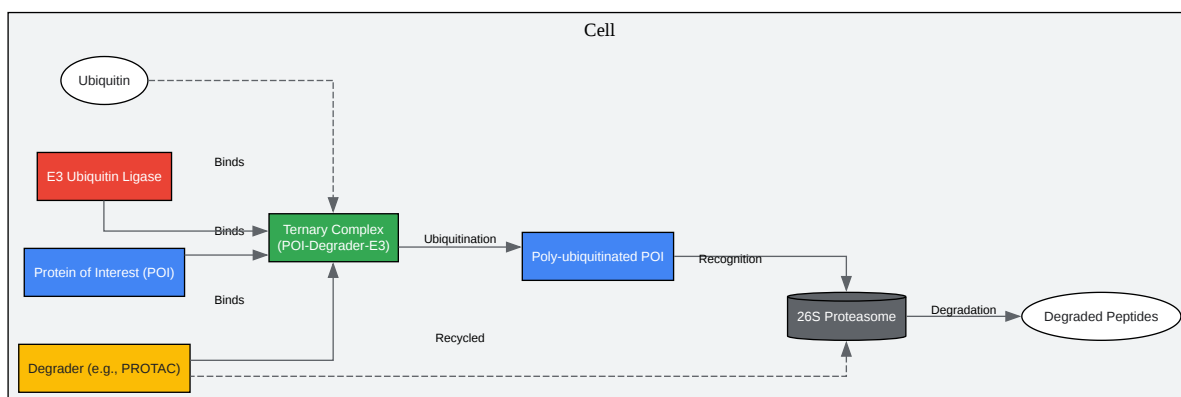 Cell
Ubiquitin
Binds
E3 Ubiquitin Ligase
Binds
Ternary Complex
(POI-Degrader-E3)
Ubiquitination
Poly-ubiquitinated POI
Recognition
Protein of Interest (POI)
Binds
26S Proteasome
Degradation
Degraded Peptides
Recycled
Degrader (e.g., PROTAC)